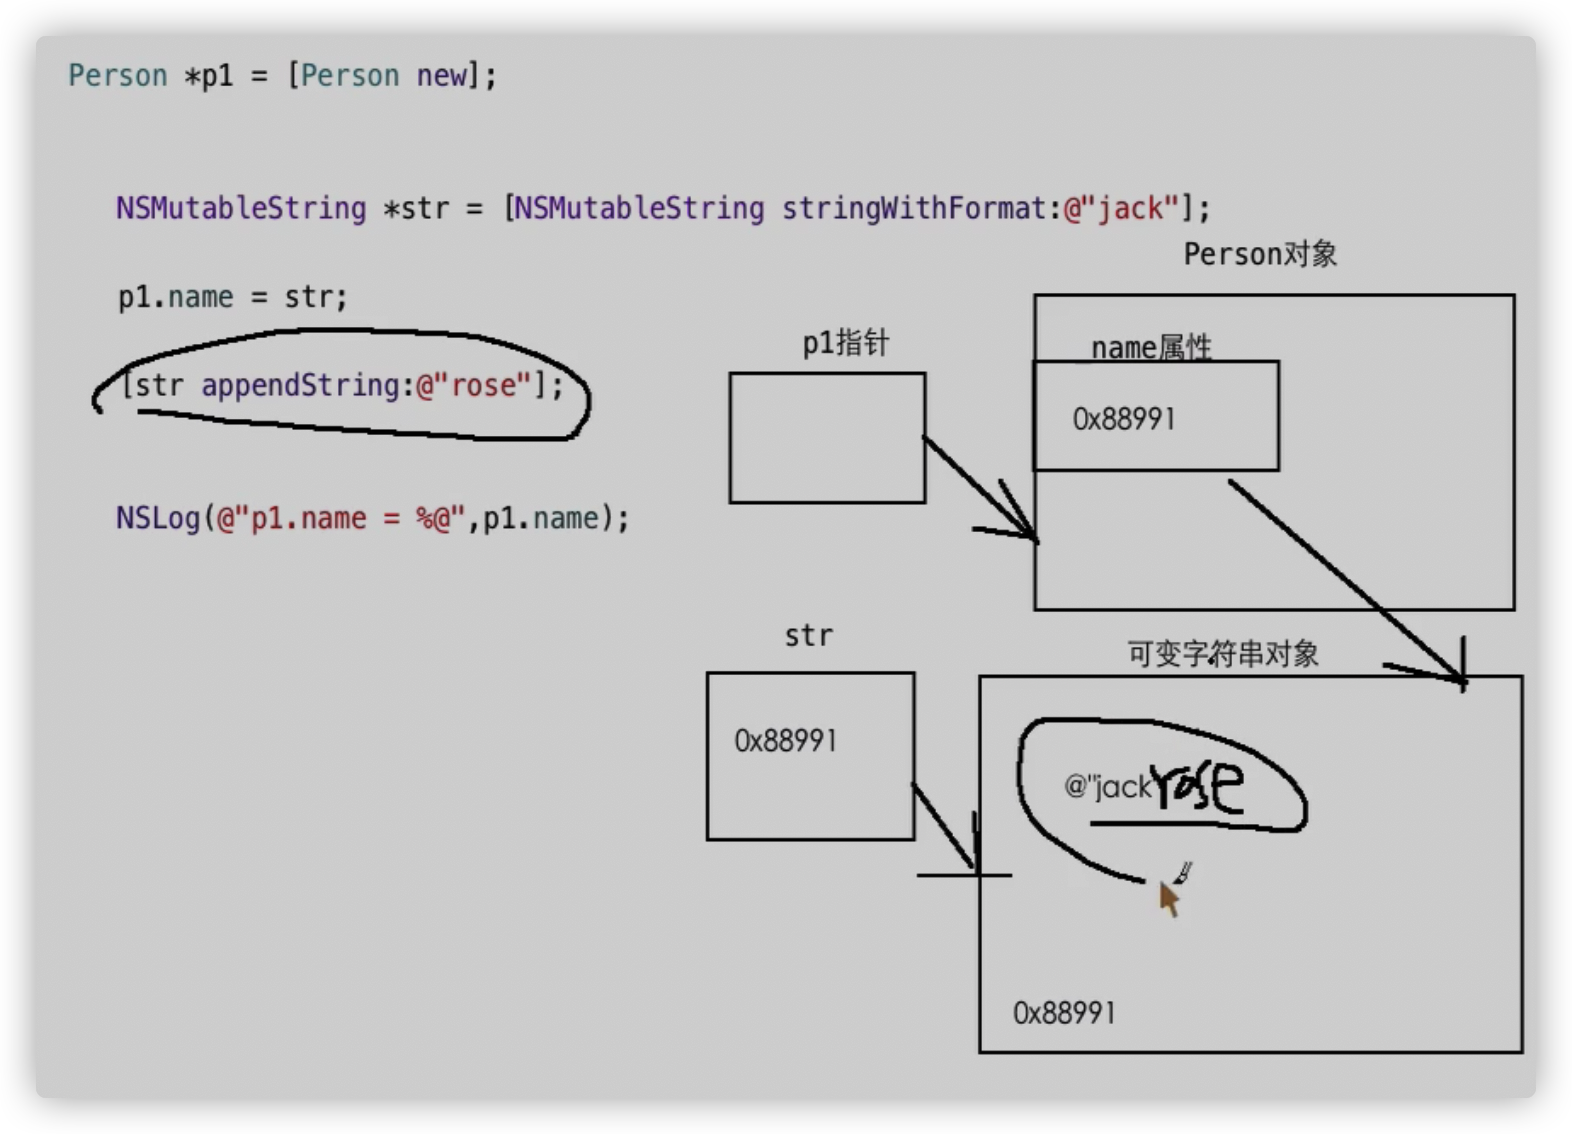 Person *p1 = [Person new];
NSMutableString *str = [NSMutableString stringWithFormat:@"jack"];
p1.name = str;
[str appendString:@"rose"];
NSLog(@"p1.name = %@",p1.name);
Person对象
p1指针
name属性
0x88991
str
0x88991
可变字符串对象
@"jack rose
0x88991